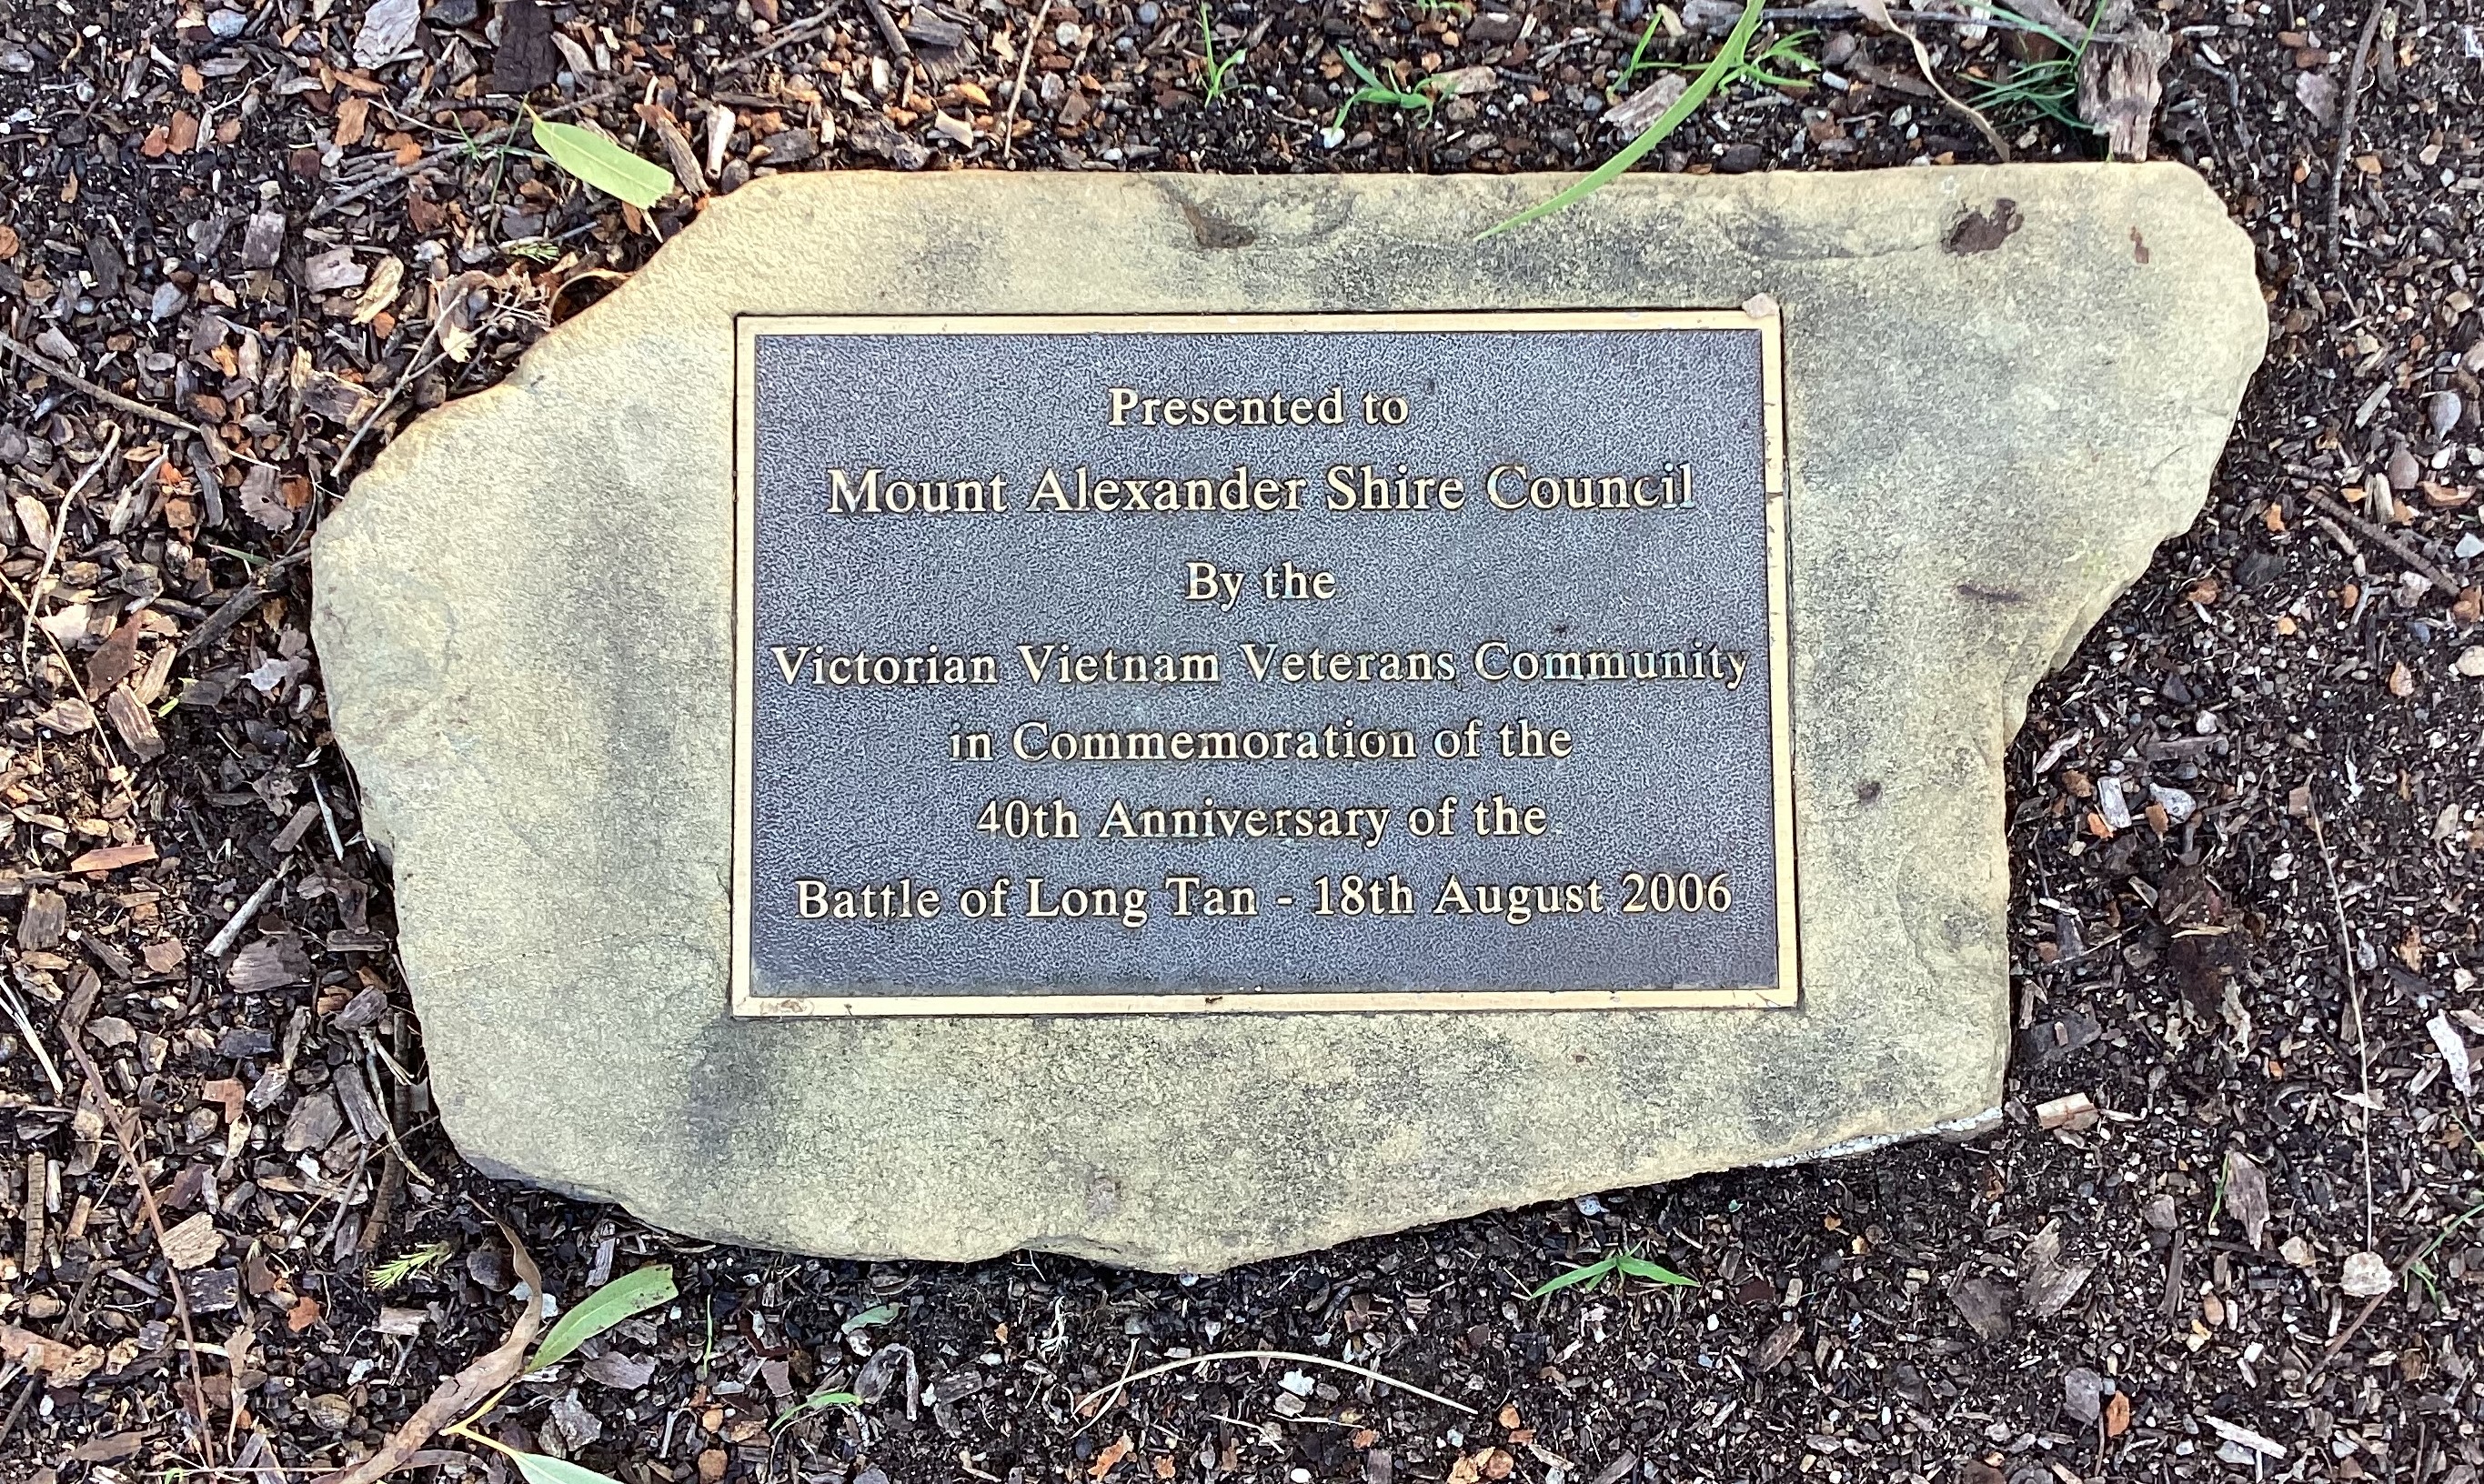 Presented to
Mount Alexander Shire Council
By the
Victorian Vietnam Veterans Community
in Commemoration of the
40th Anniversary of the
Battle of Long Tan - 18th August 2006